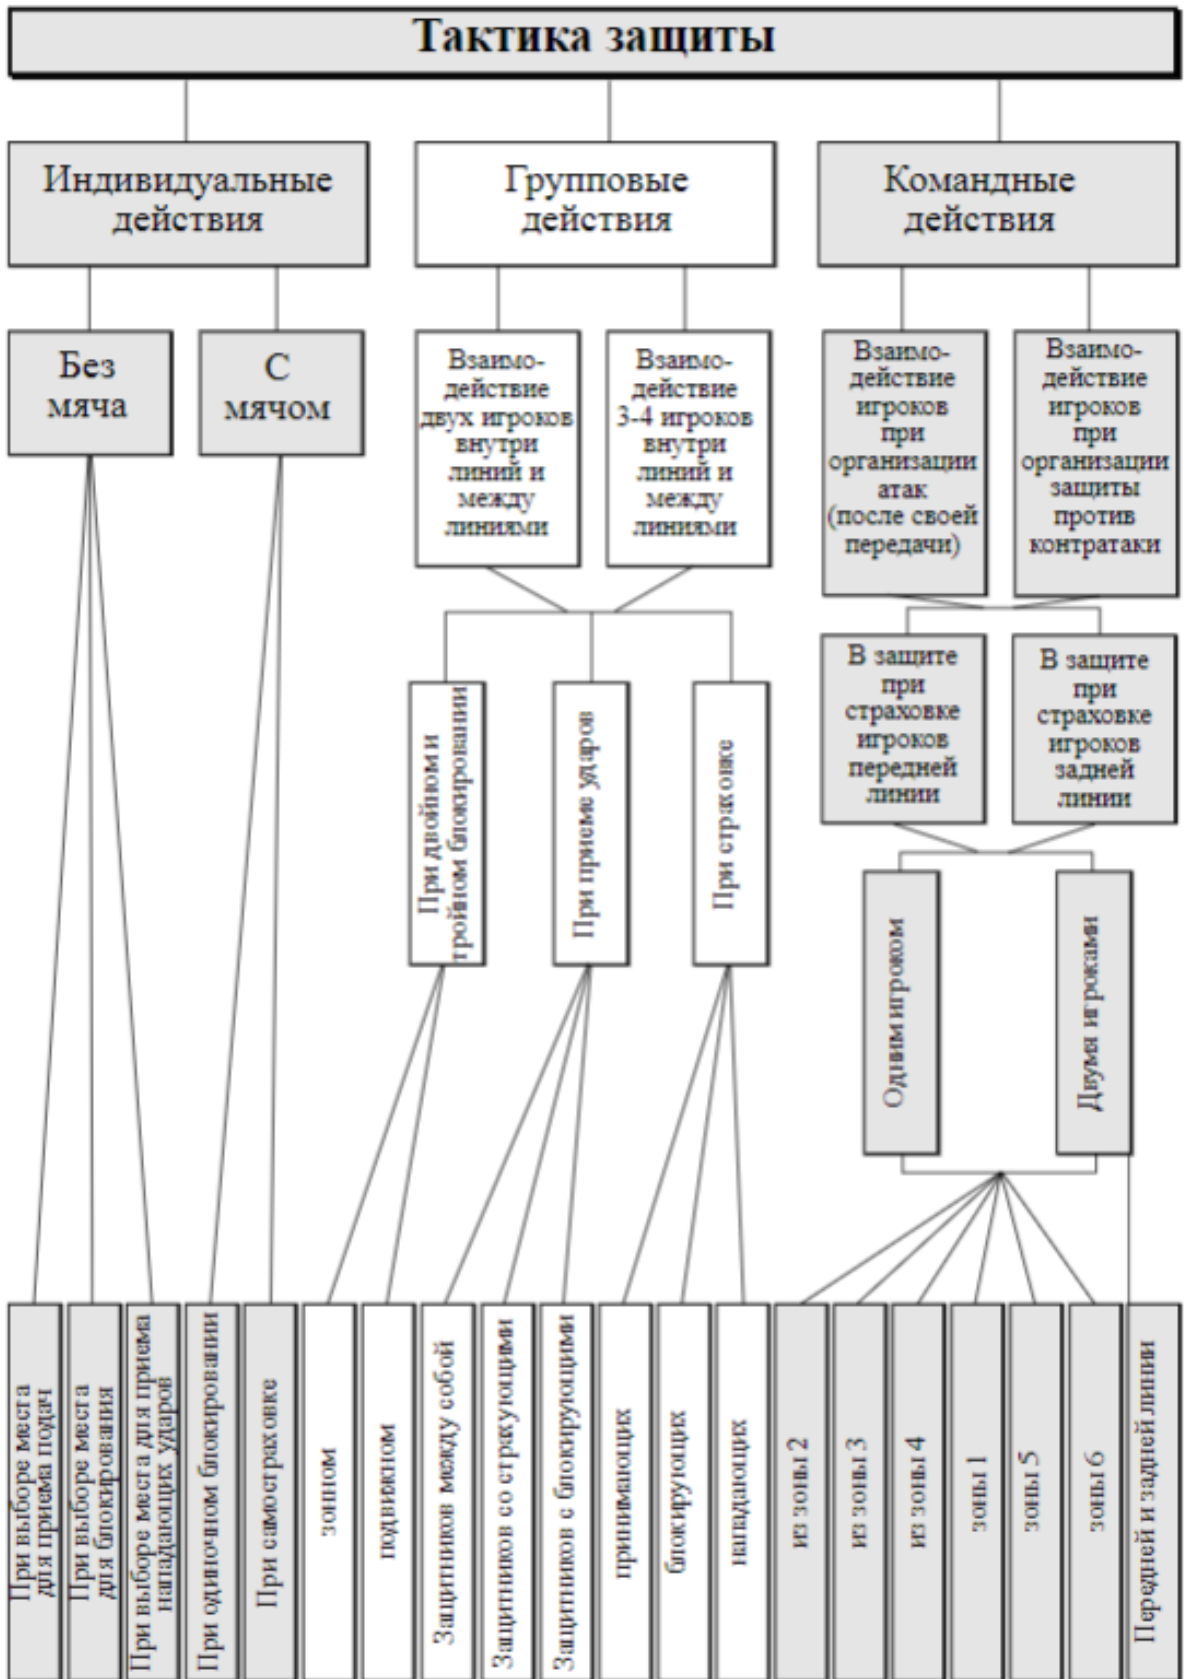 Тактика защиты
Индивидуальные
действия
Групповые
действия
Командные
действия
Без
мяча
С
мячом
Взаимо-
действие
двух игроков
внутри
линий и
между
линиями
Взаимо-
действие
3-4 игроков
внутри
линий и
между
линиями
Взаимо-
действие
игроков
при
организации
атак
(после своей
передачи)
Взаимо-
действие
игроков
при
организации
защиты
против
контратаки
В защите
при
страховке
игроков
передней
линии
В защите
при
страховке
игроков
задней
линии
При двойном и
тройном блокировании
При приеме ударов
При страховке
Одним игроком
Двумя игроками
При выборе места
для приема подач
При выборе места
для блокирования
При выборе места для приема
нападающих ударов
При одиночном блокировании
При самостраховке
зонном
подвижном
Защитников между собой
Защитников со страхующими
Защитников с блокирующими
принимающих
блокирующих
нападающих
из зоны 2
из зоны 3
из зоны 4
зоны 1
зоны 5
зоны 6
Передней и задней линии